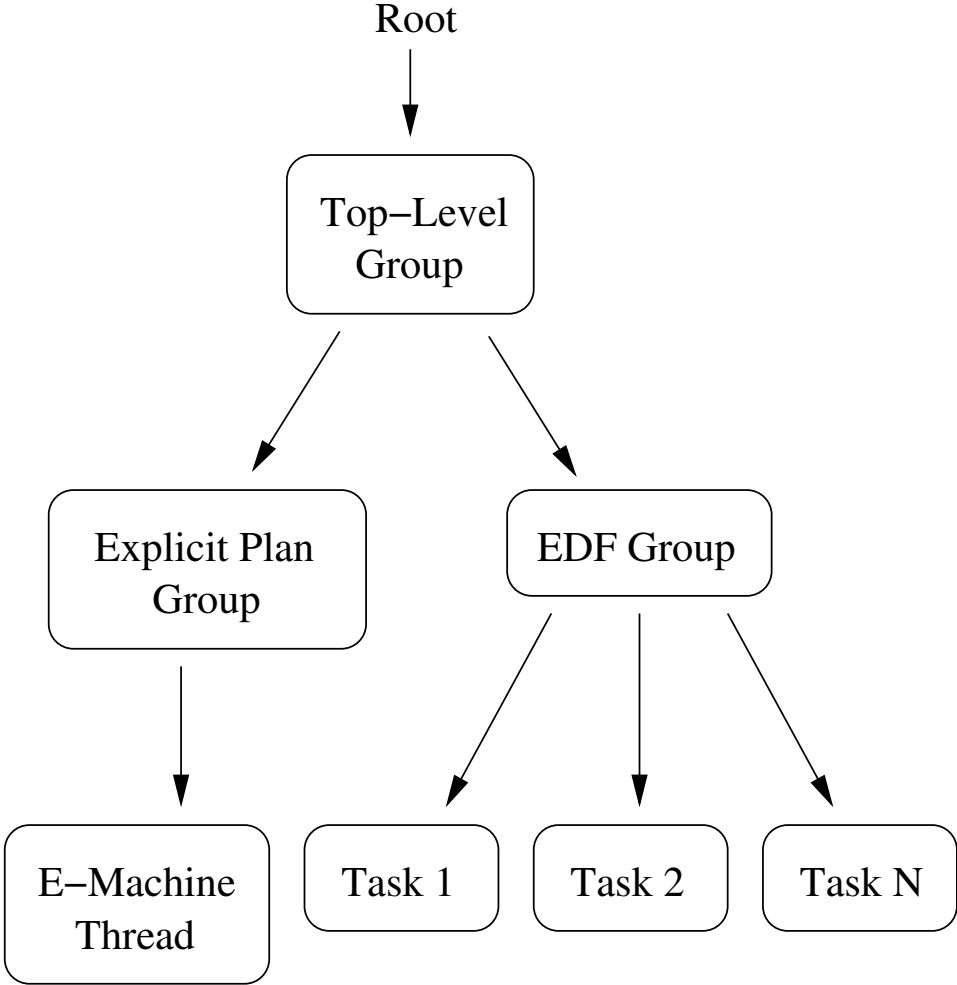 Root
Top−Level
Group
Explicit Plan
Group
EDF Group
E−Machine
Thread
Task 1
Task 2
Task N